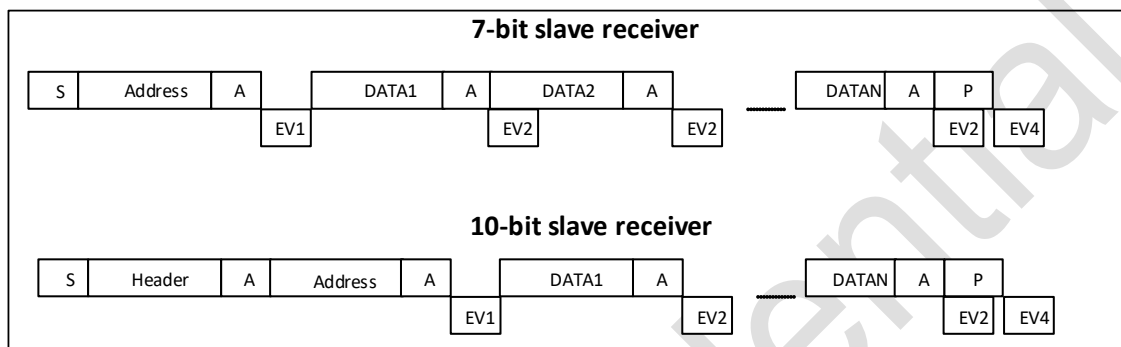 7-bit slave receiver
S Address A DATA1 A DATA2 A DATAN A P
EV1 EV2 EV2 EV2 EV4
10-bit slave receiver
S Header A Address A DATA1 A DATAN A P
EV1 EV2 EV2 EV4